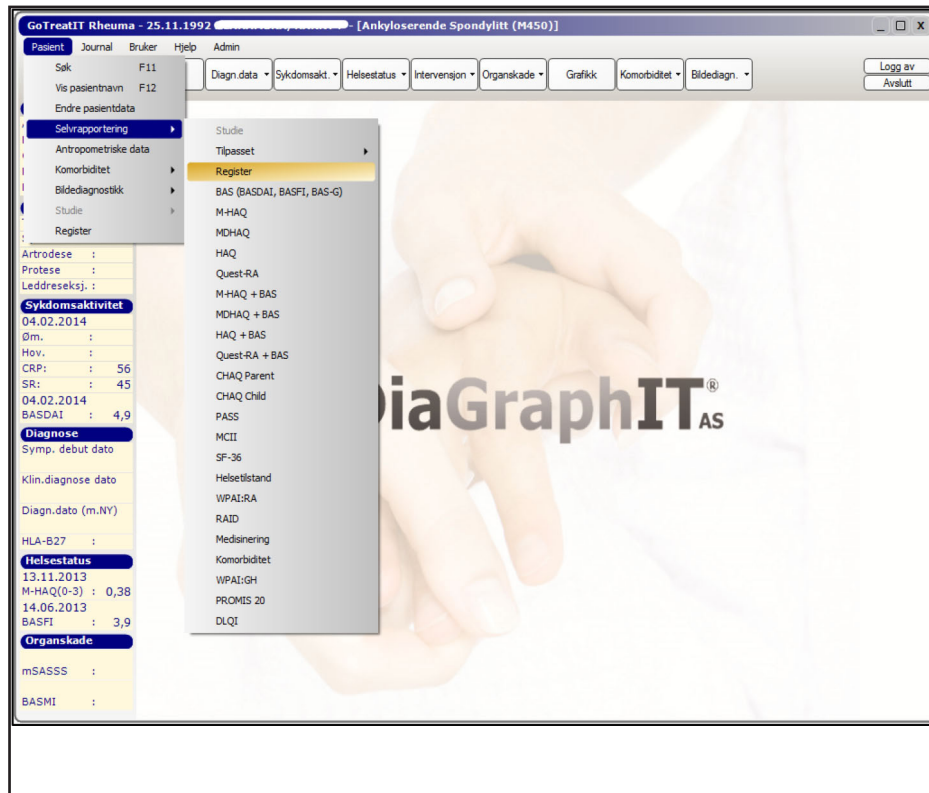 GoTreatIT Rheuma - 25.11.1992 - [Ankyloserende Spondylitt (M450)]
Pasient Journal Bruker Hjelp Admin
Diagn.data Sykdomsakt. Helsestatus Intervensjon Organskade Grafikk Komorbiditet Bildediagn.
Logg av
Avslutt
Søk F11
Vis pasientnavn F12
Endre pasientdata
Selvrapportering
Antropometriske data
Komorbiditet
Bildediagnostikk
Studie
Register
Studie
Tilpasset
Register
BAS (BASDAI, BASFI, BAS-G)
M-HAQ
MDHAQ
HAQ
Quest-RA
M-HAQ + BAS
MDHAQ + BAS
HAQ + BAS
Quest-RA + BAS
CHAQ Parent
CHAQ Child
PASS
MCII
SF-36
Helsetilstand
WPAI:RA
RAID
Medisinering
Komorbiditet
WPAI:GH
PROMIS 20
DLQI
Artrodese :
Protese :
Leddreseksj. :
Sykdomsaktivitet
04.02.2014
Øm. :
Hov. :
CRP: : 56
SR: : 45
04.02.2014
BASDAI : 4,9
Diagnose
Symp. debut dato
Klin.diagnose dato
Diagn.dato (m.NY)
HLA-B27 :
Helsestatus
13.11.2013
M-HAQ(0-3) : 0,38
14.06.2013
BASFI : 3,9
Organskade
mSASSS :
BASMI :
iaGraphIT® AS